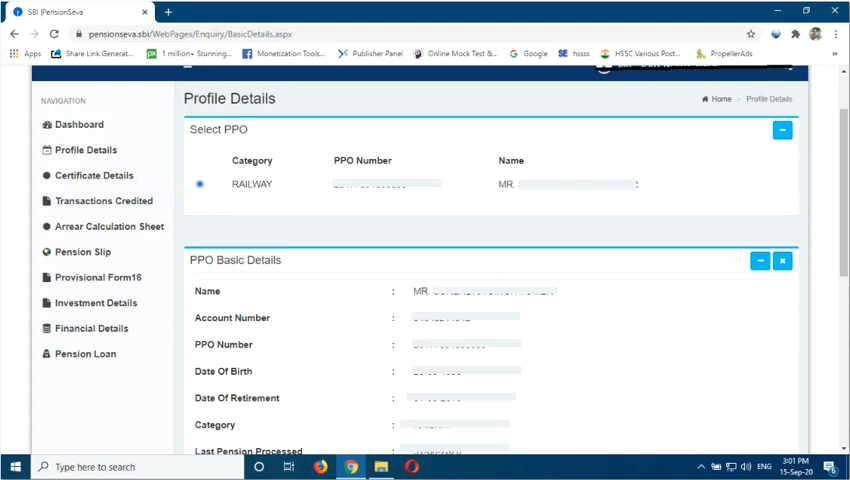 SBI |PensionSeva
pensionseva.sbi/WebPages/Enquiry/BasicDetails.aspx
Apps Share Link Generat... 1 million+ Stunning... Monetization Tools... Publisher Panel Online Mock Test &... Google hssss HSSC Various Post... PropellerAds
Profile Details
Home > Profile Details
NAVIGATION
Dashboard
Profile Details
Certificate Details
Transactions Credited
Arrear Calculation Sheet
Pension Slip
Provisional Form16
Investment Details
Financial Details
Pension Loan
Select PPO
Category PPO Number Name
RAILWAY MR.
PPO Basic Details
Name : MR.
Account Number :
PPO Number :
Date Of Birth :
Date Of Retirement :
Category :
Last Pension Processed :
Type here to search
ENG
3:01 PM
15-Sep-20